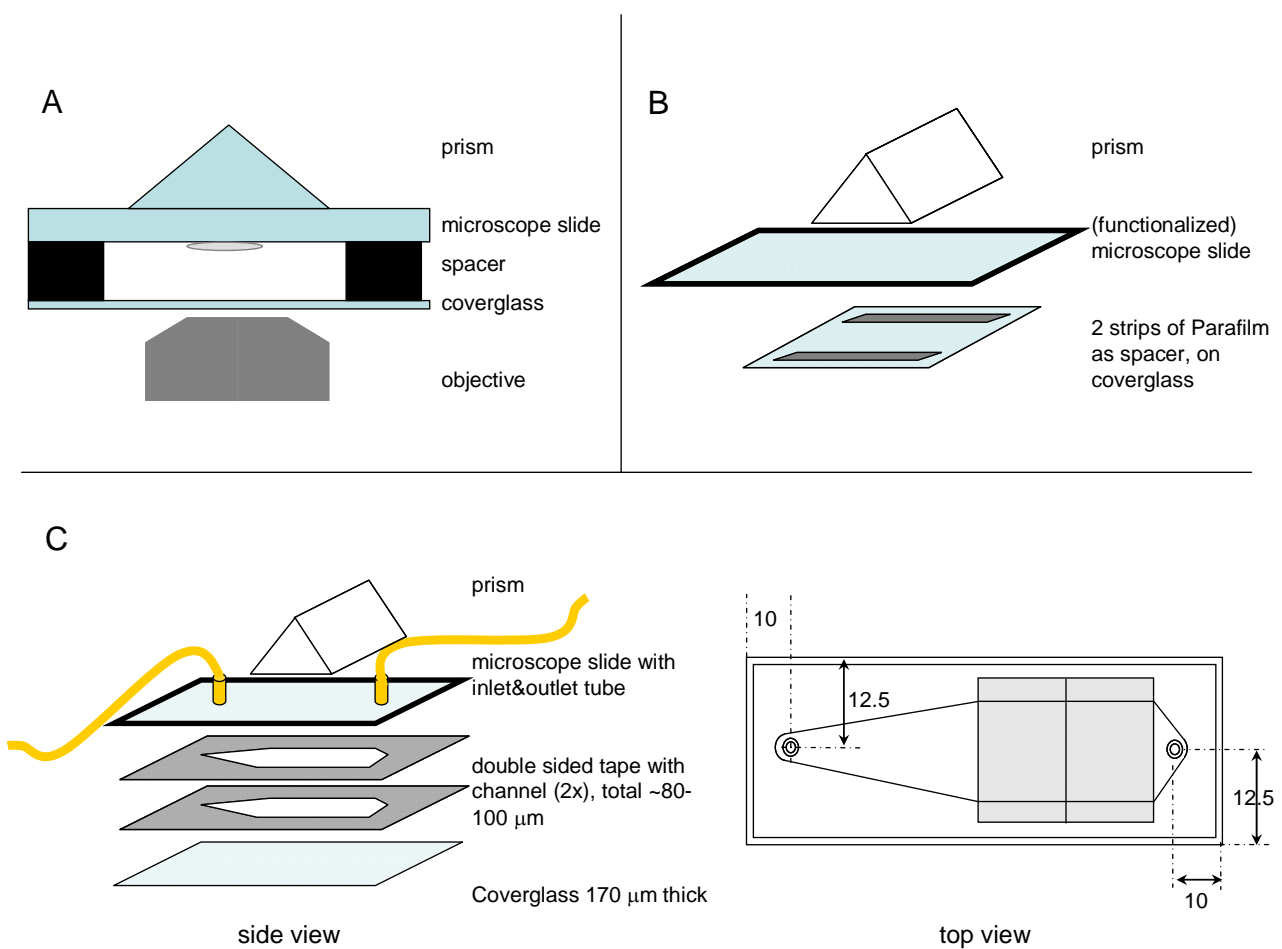 A
prism
microscope slide
spacer
coverglass
objective
B
prism
(functionalized)
microscope slide
2 strips of Parafilm
as spacer, on
coverglass
C
prism
microscope slide with
inlet&outlet tube
double sided tape with
channel (2x), total ~80-
100 μm
Coverglass 170 μm thick
side view
10
12.5
12.5
10
top view